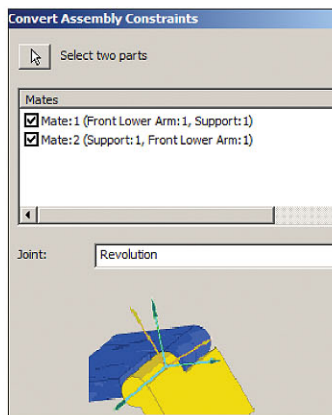 Convert Assembly Constraints
Select two parts
Mates
Mate:1 (Front Lower Arm:1, Support:1)
Mate:2 (Support:1, Front Lower Arm:1)
Joint: Revolution